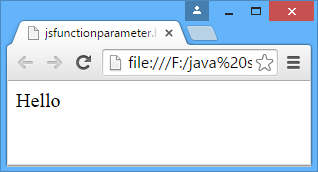 jsfunctionparameter.l
file:///F:/java%20s
Hello